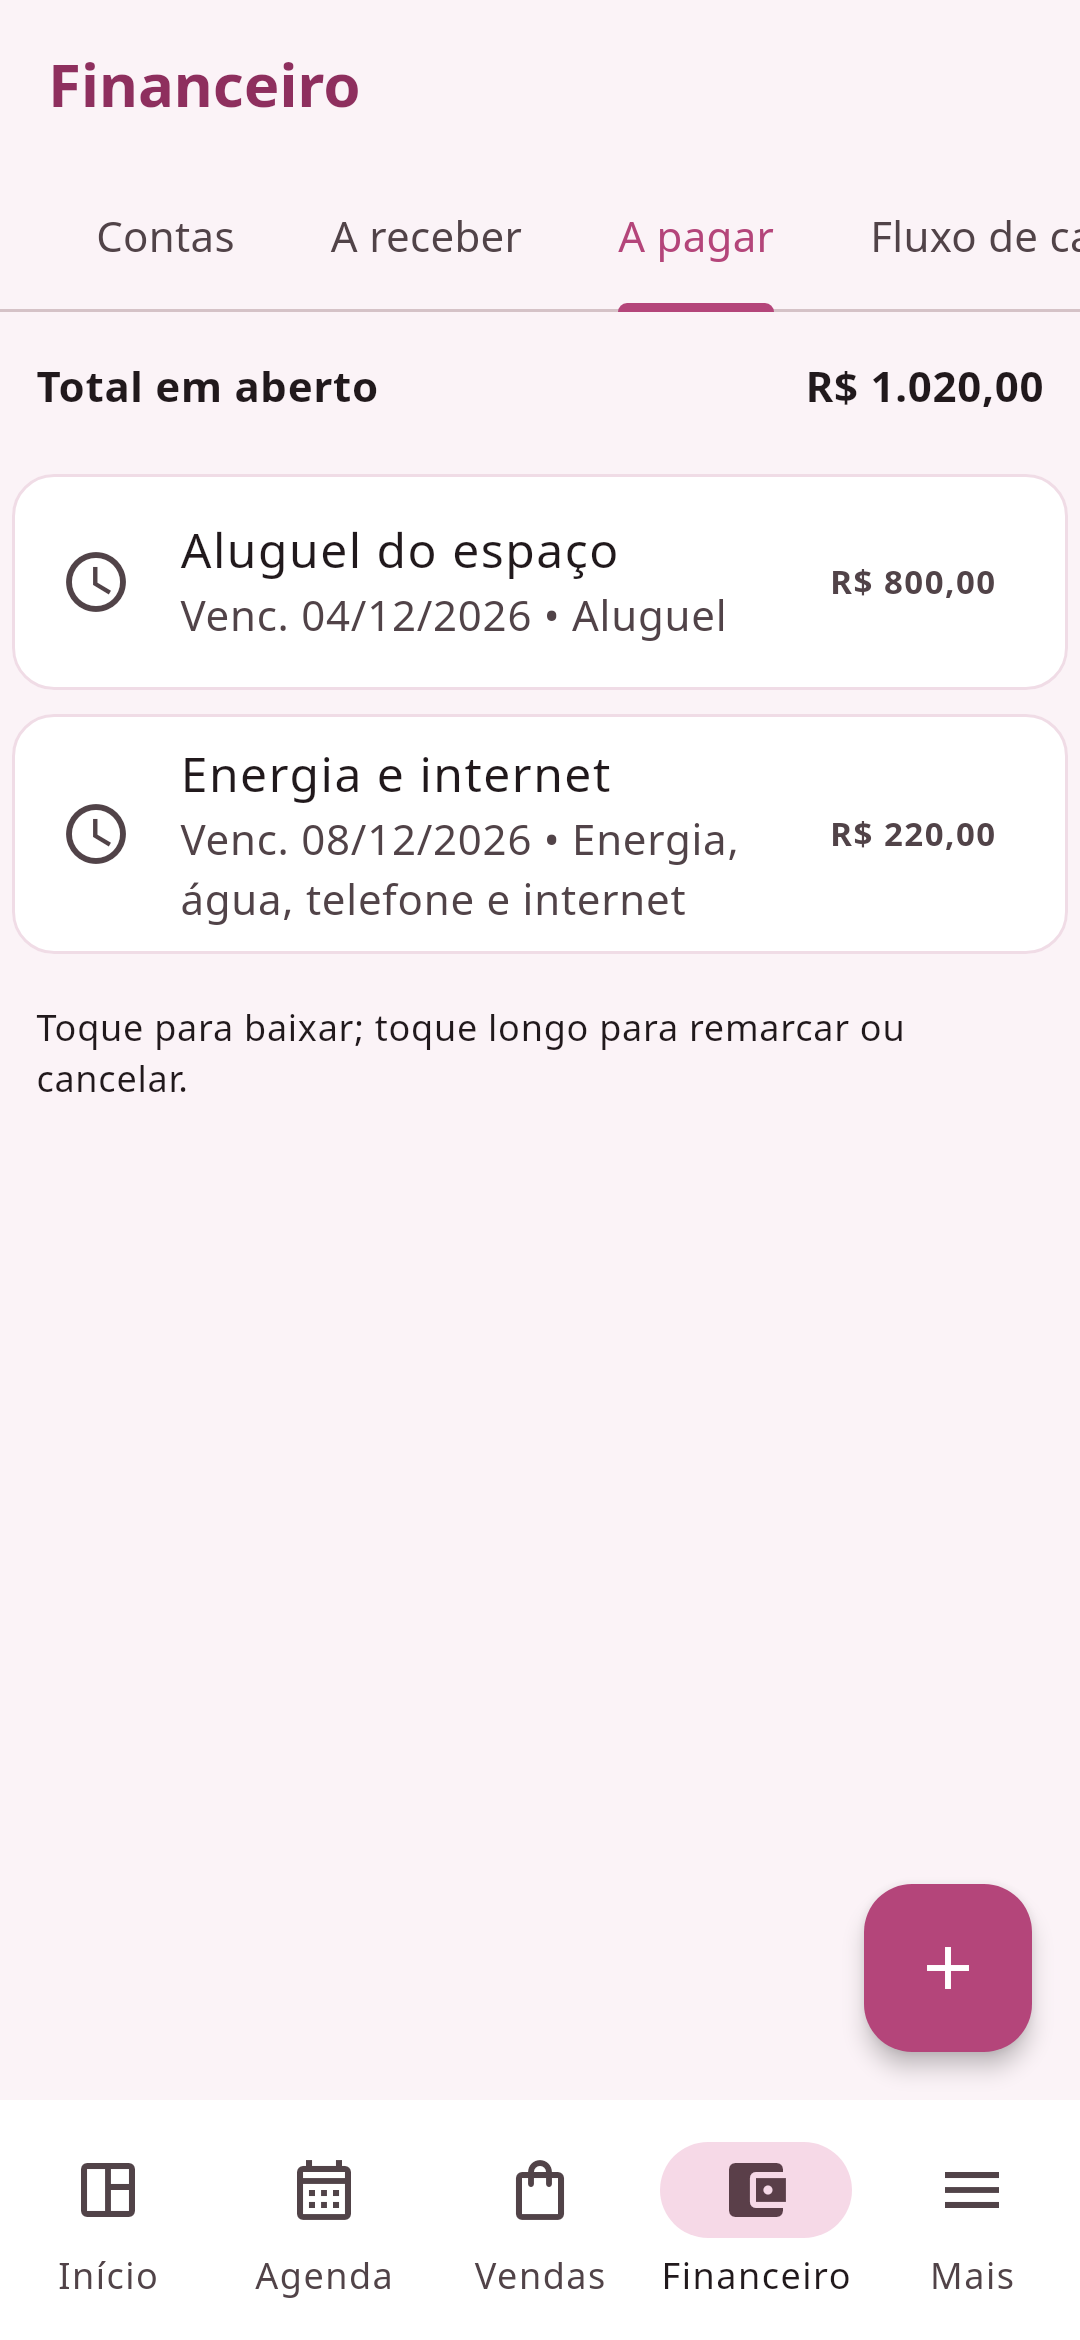 Financeiro
Contas
A receber
A pagar
Fluxo de ca
Total em aberto
R$ 1.020,00
Aluguel do espaço
Venc. 04/12/2026 • Aluguel
R$ 800,00
Energia e internet
Venc. 08/12/2026 • Energia,
água, telefone e internet
R$ 220,00
Toque para baixar; toque longo para remarcar ou
cancelar.
Início
Agenda
Vendas
Financeiro
Mais